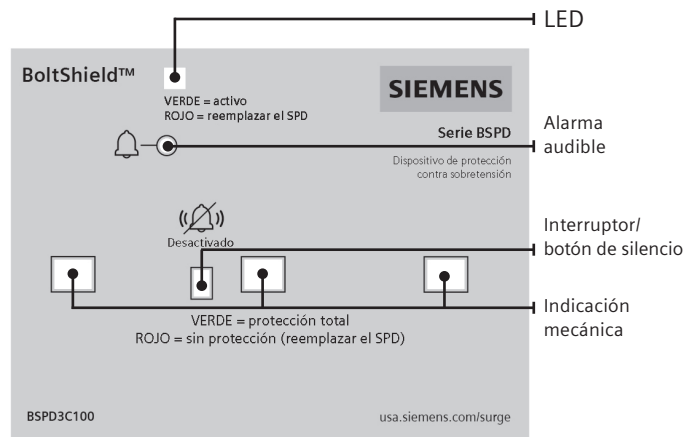 LED
BoltShield™
VERDE = activo
ROJO = reemplazar el SPD
SIEMENS
Serie BSPD
Dispositivo de protección
contra sobretensión
Alarma
audible
Desactivado
Interruptor/
botón de silencio
VERDE = protección total
ROJO = sin protección (reemplazar el SPD)
Indicación
mecánica
BSPD3C100
usa.siemens.com/surge